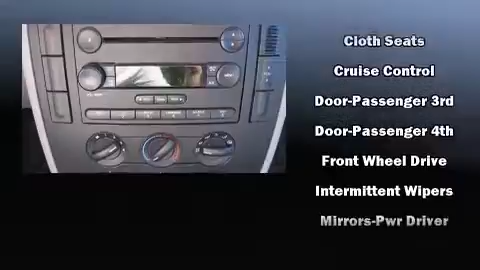 Cloth Seats
Cruise Control
Door-Passenger 3rd
Door-Passenger 4th
Front Wheel Drive
Intermittent Wipers
Mirrors-Pwr Driver